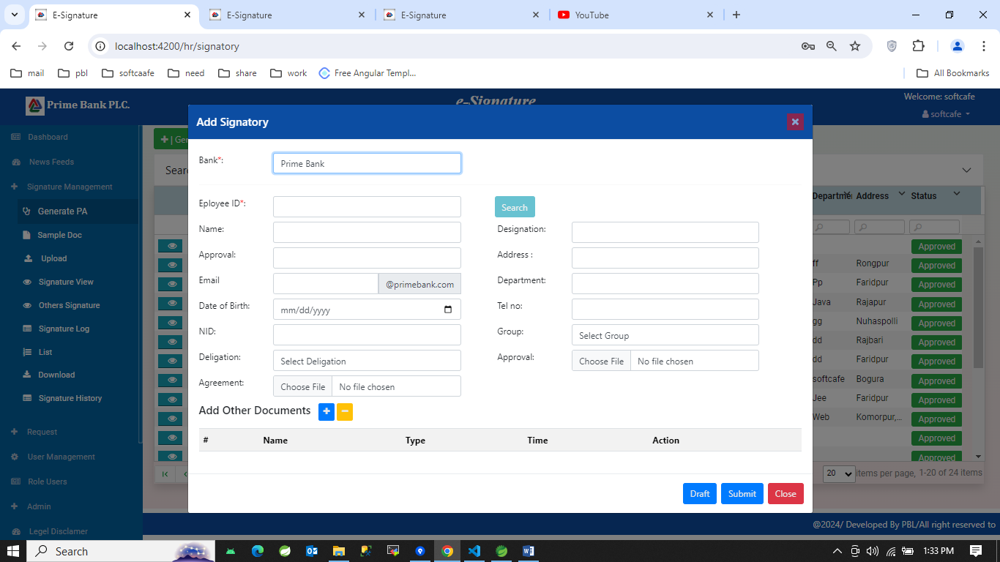 E-Signature
E-Signature
E-Signature
YouTube
localhost:4200/hr/signatory
mail
pbl
softcaafe
need
share
work
Free Angular Templ...
All Bookmarks
Prime Bank PLC.
e-Signature
Welcome: softcafe
softcafe
Dashboard
News Feeds
Signature Management
Generate PA
Sample Doc
Upload
Signature View
Others Signature
Signature Log
List
Download
Signature History
Request
User Management
Role Users
Admin
Legel Disclamer
Add Signatory
Bank*:
Prime Bank
Eployee ID*:
Search
Name:
Designation:
Approval:
Address :
Email
@primebank.com
Department:
Date of Birth:
mm/dd/yyyy
Tel no:
NID:
Group:
Select Group
Deligation:
Select Deligation
Approval:
Choose File
No file chosen
Agreement:
Choose File
No file chosen
Add Other Documents
# Name Type Time Action
Draft
Submit
Close
Address
Status
Approved
ff Rongpur Approved
Pp Faridpur Approved
Java Rajapur Approved
gg Nuhaspolli Approved
dd Rajbari Approved
dd Faridpur Approved
softcafe Bogura Approved
Jee Faridpur Approved
Web Komorpur,... Approved
Approved
Approved
20 items per page, 1-20 of 24 items
@2024/ Developed By PBL/All right reserved to
Search
1:33 PM